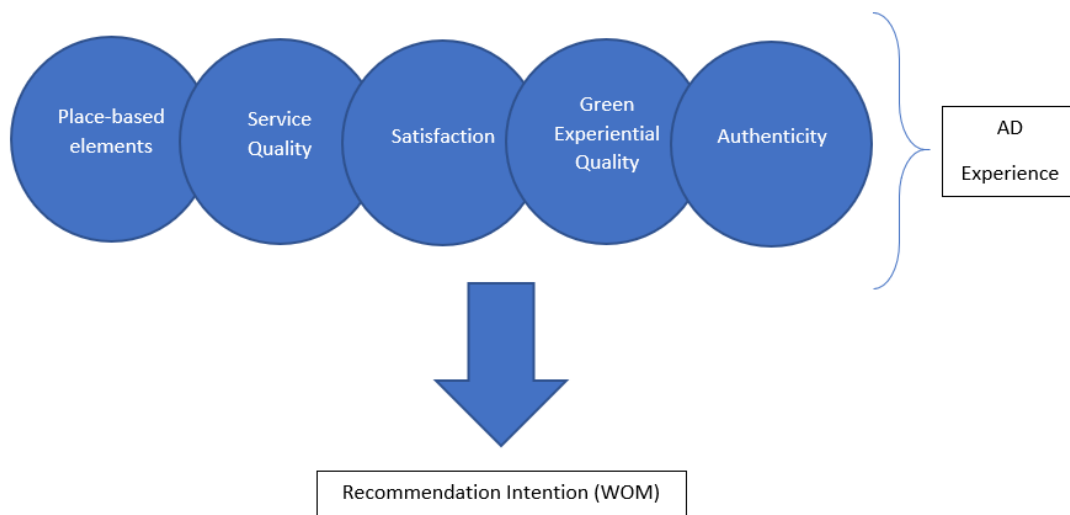 Place-based
elements
Service
Quality
Satisfaction
Green
Experiential
Quality
Authenticity
AD
Experience
Recommendation Intention (WOM)